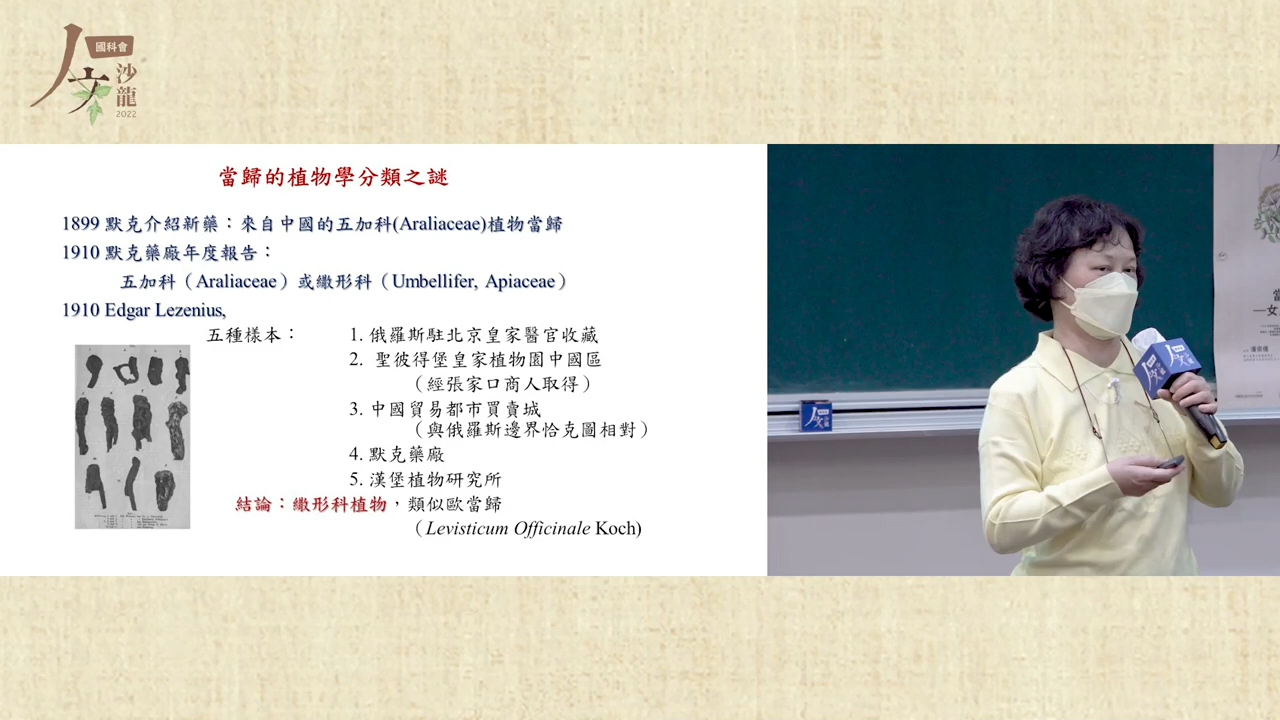 國科會
人文
沙龍
2022
當歸的植物學分類之謎
1899 默克介紹新藥：來自中國的五加科(Araliaceae)植物當歸
1910 默克藥廠年度報告：
五加科（Araliaceae）或繖形科（Umbellifer, Apiaceae）
1910 Edgar Lezenius,
五種樣本：
1. 俄羅斯駐北京皇家醫官收藏
2. 聖彼得堡皇家植物園中國區
（經張家口商人取得）
3. 中國貿易都市買賣城
（與俄羅斯邊界恰克圖相對）
4. 默克藥廠
5. 漢堡植物研究所
結論：繖形科植物，類似歐當歸
（Levisticum Officinale Koch)
人文